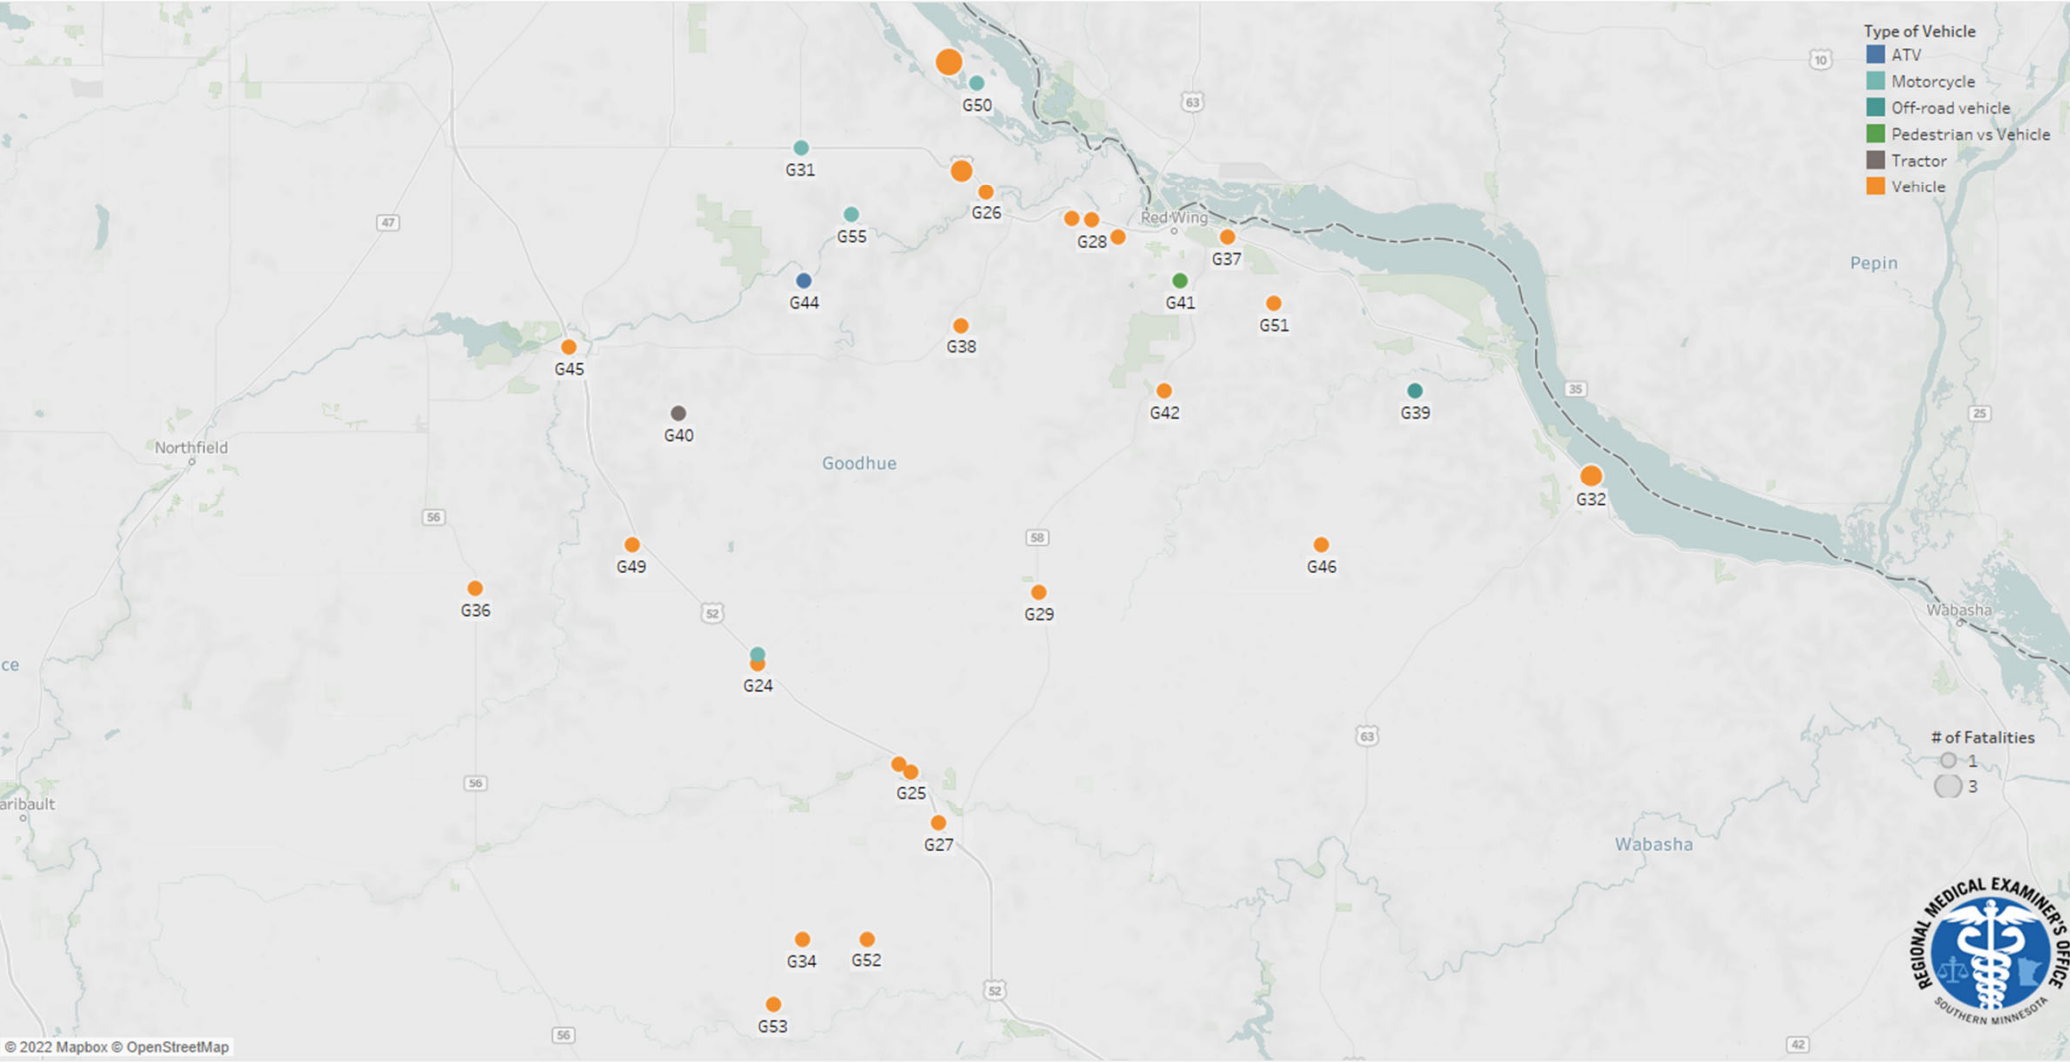 Type of Vehicle
ATV
Motorcycle
Off-road vehicle
Pedestrian vs Vehicle
Tractor
Vehicle
10
63
G50
G31
G26
47
G55
Red Wing
G28
G37
Pepin
G44
G41
G51
G38
G45
35
G42
G39
25
G40
Northfield
Goodhue
G32
56
58
G49
G46
G36
52
G29
Wabasha
ce
G24
63
# of Fatalities
1
3
56
G25
aribault
G27
Wabasha
G34
G52
REGIONAL MEDICAL EXAMINER'S OFFICE
SOUTHERN MINNESOTA
52
G53
56
42
© 2022 Mapbox © OpenStreetMap